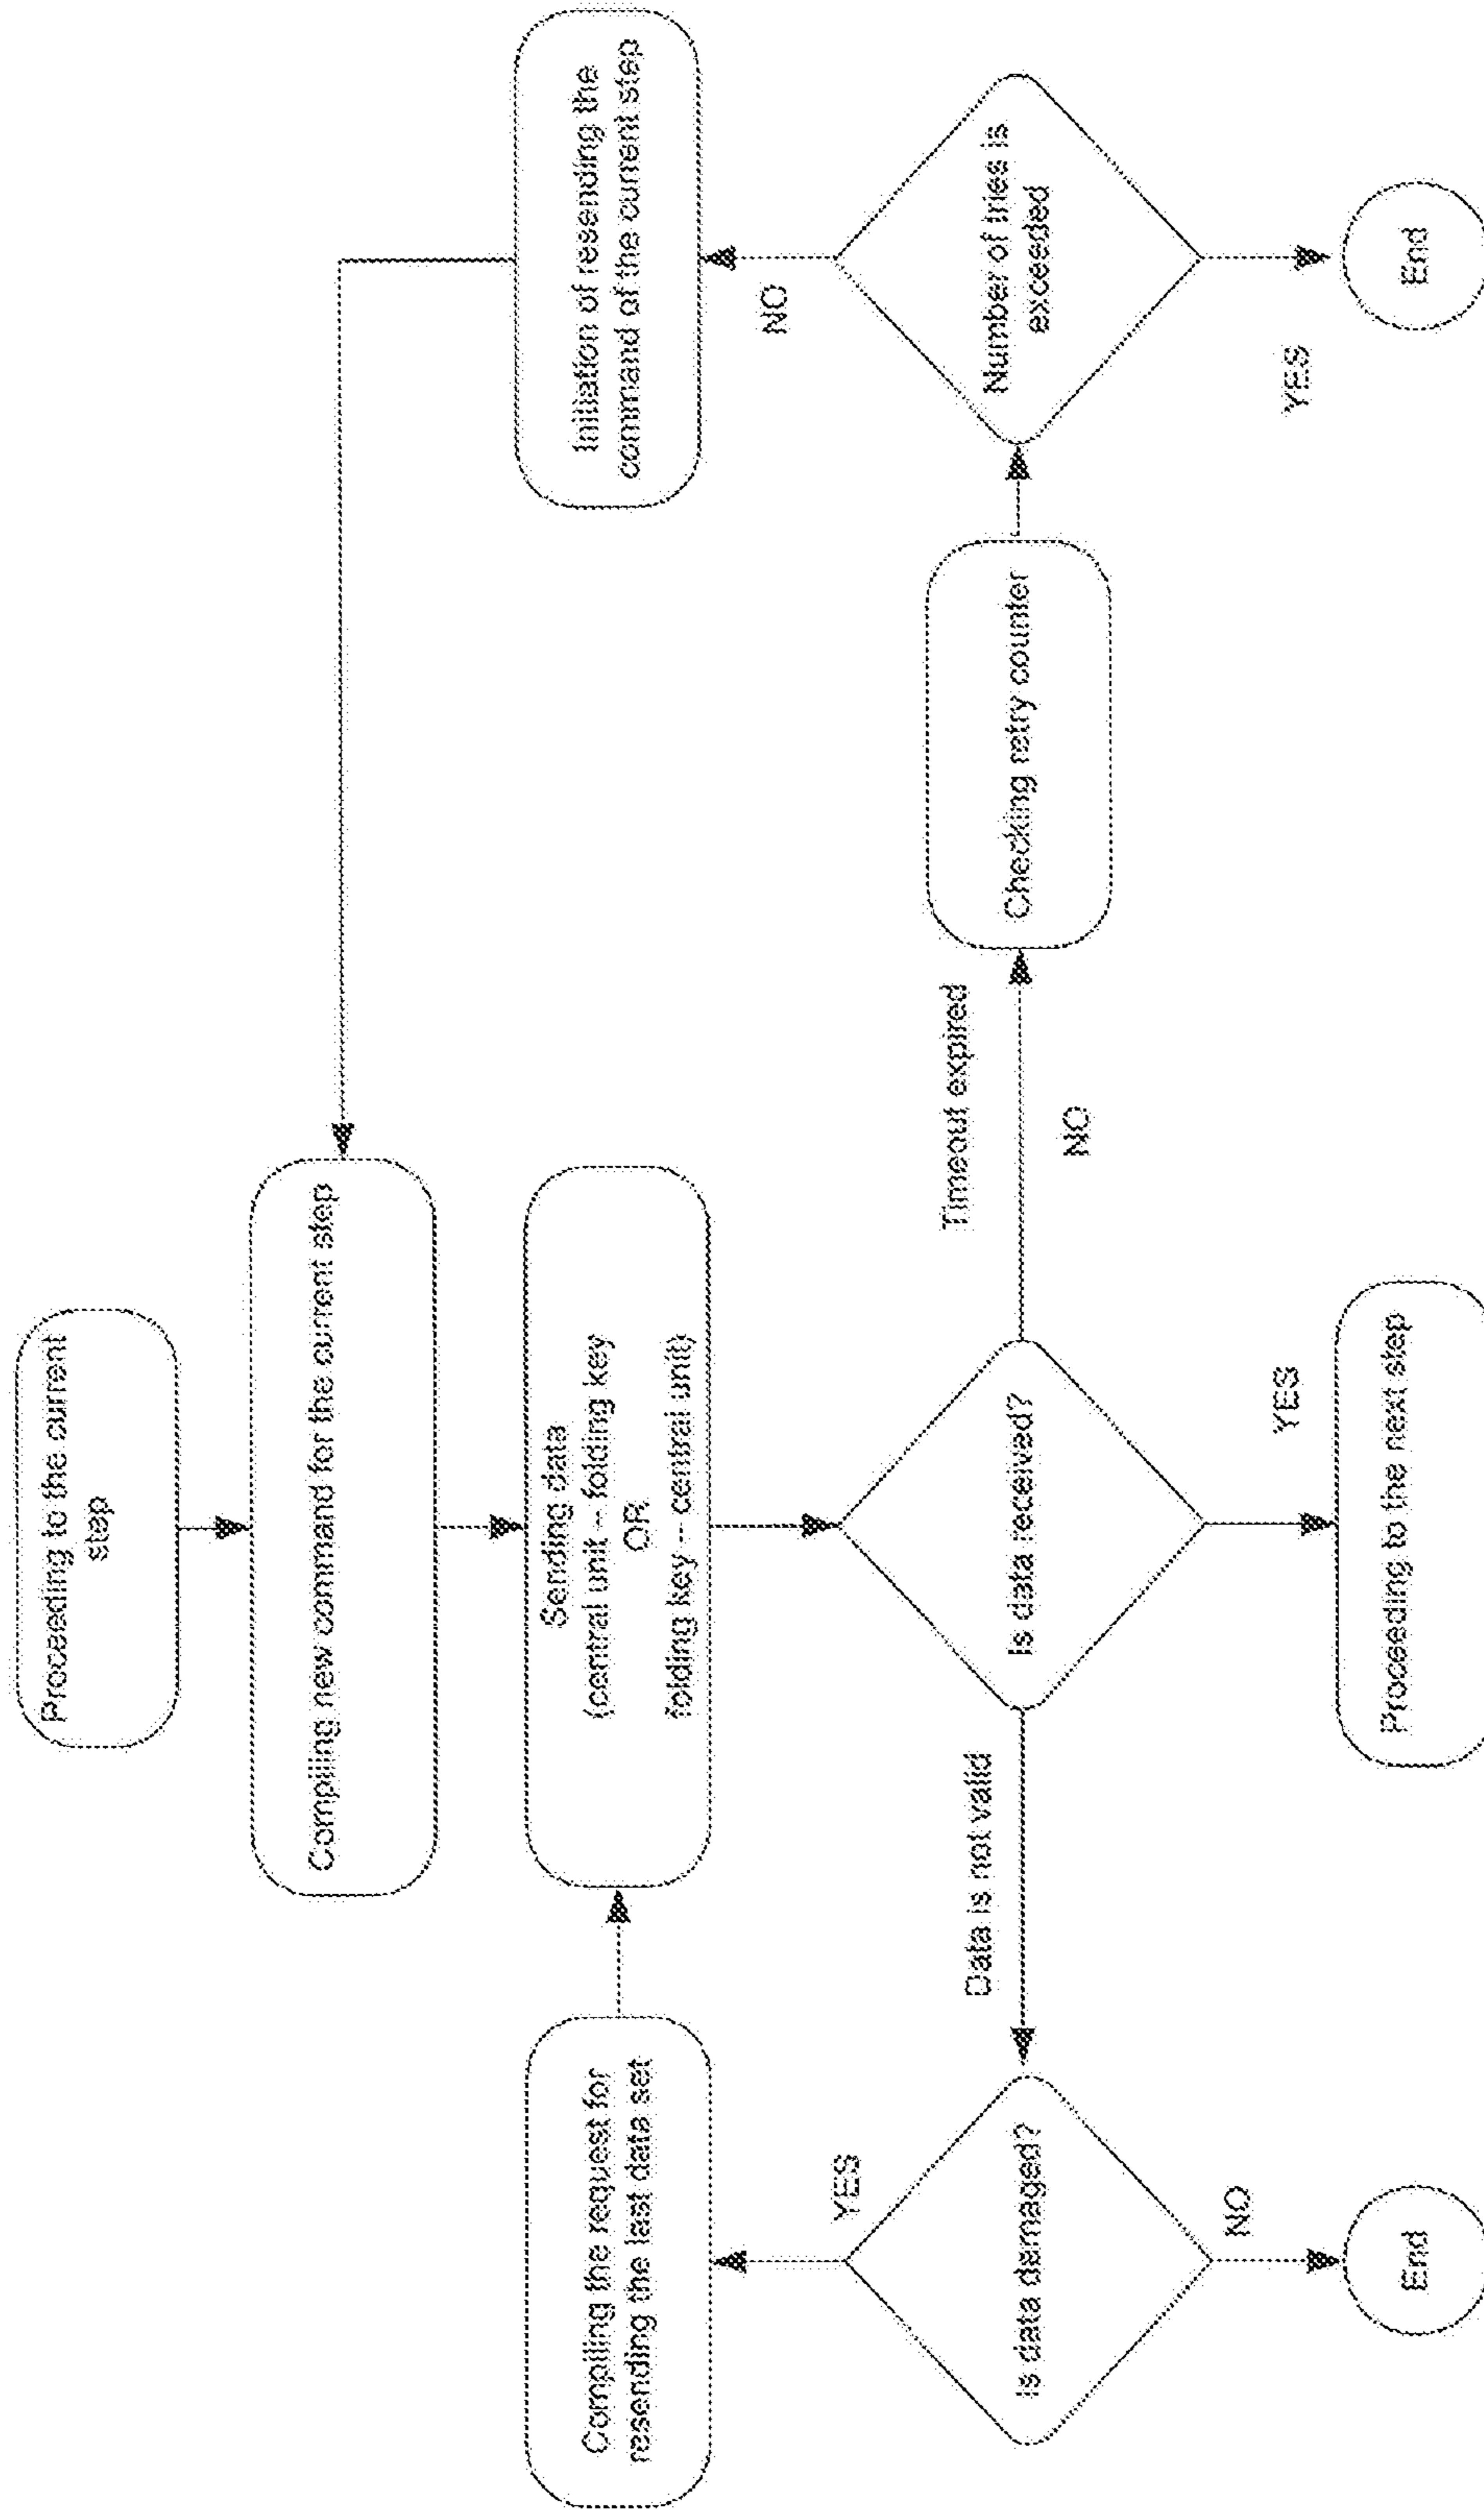 Proceeding to the current
step
Compiling new command for the current step
Compiling the request for
resending the last data set
Sending data
(central unit – folding key
OR
folding key – central unit)
Initiation of resending the
command of the current step
YES
Data is not valid
Timeout expired
NO
NO
Is data damaged?
Is data received?
Checking retry counter
Number of tries is
exceeded
NO
YES
YES
End
Proceeding to the next step
End